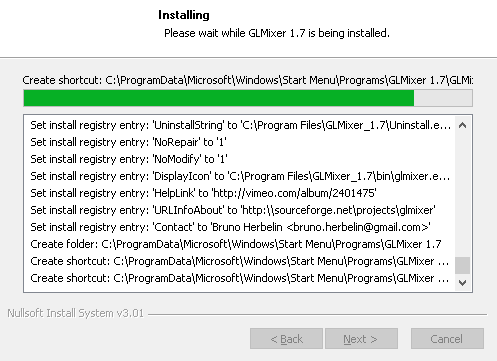 Installing
Please wait while GLMixer 1.7 is being installed.
Create shortcut: C:\ProgramData\Microsoft\Windows\Start Menu\Programs\GLMixer 1.7\GLMi
Set install registry entry: 'UninstallString' to 'C:\Program Files\GLMixer_1.7\Uninstall.e...
Set install registry entry: 'NoRepair' to '1'
Set install registry entry: 'NoModify' to '1'
Set install registry entry: 'DisplayIcon' to 'C:\Program Files\GLMixer_1.7\bin\glmixer.e...
Set install registry entry: 'HelpLink' to 'http://vimeo.com/album/2401475'
Set install registry entry: 'URLInfoAbout' to 'http:\\sourceforge.net\projects\glmixer'
Set install registry entry: 'Contact' to 'Bruno Herbelin <bruno.herbelin@gmail.com>'
Create folder: C:\ProgramData\Microsoft\Windows\Start Menu\Programs\GLMixer 1.7
Create shortcut: C:\ProgramData\Microsoft\Windows\Start Menu\Programs\GLMixer ...
Create shortcut: C:\ProgramData\Microsoft\Windows\Start Menu\Programs\GLMixer ...
Nullsoft Install System v3.01
< Back Next > Cancel